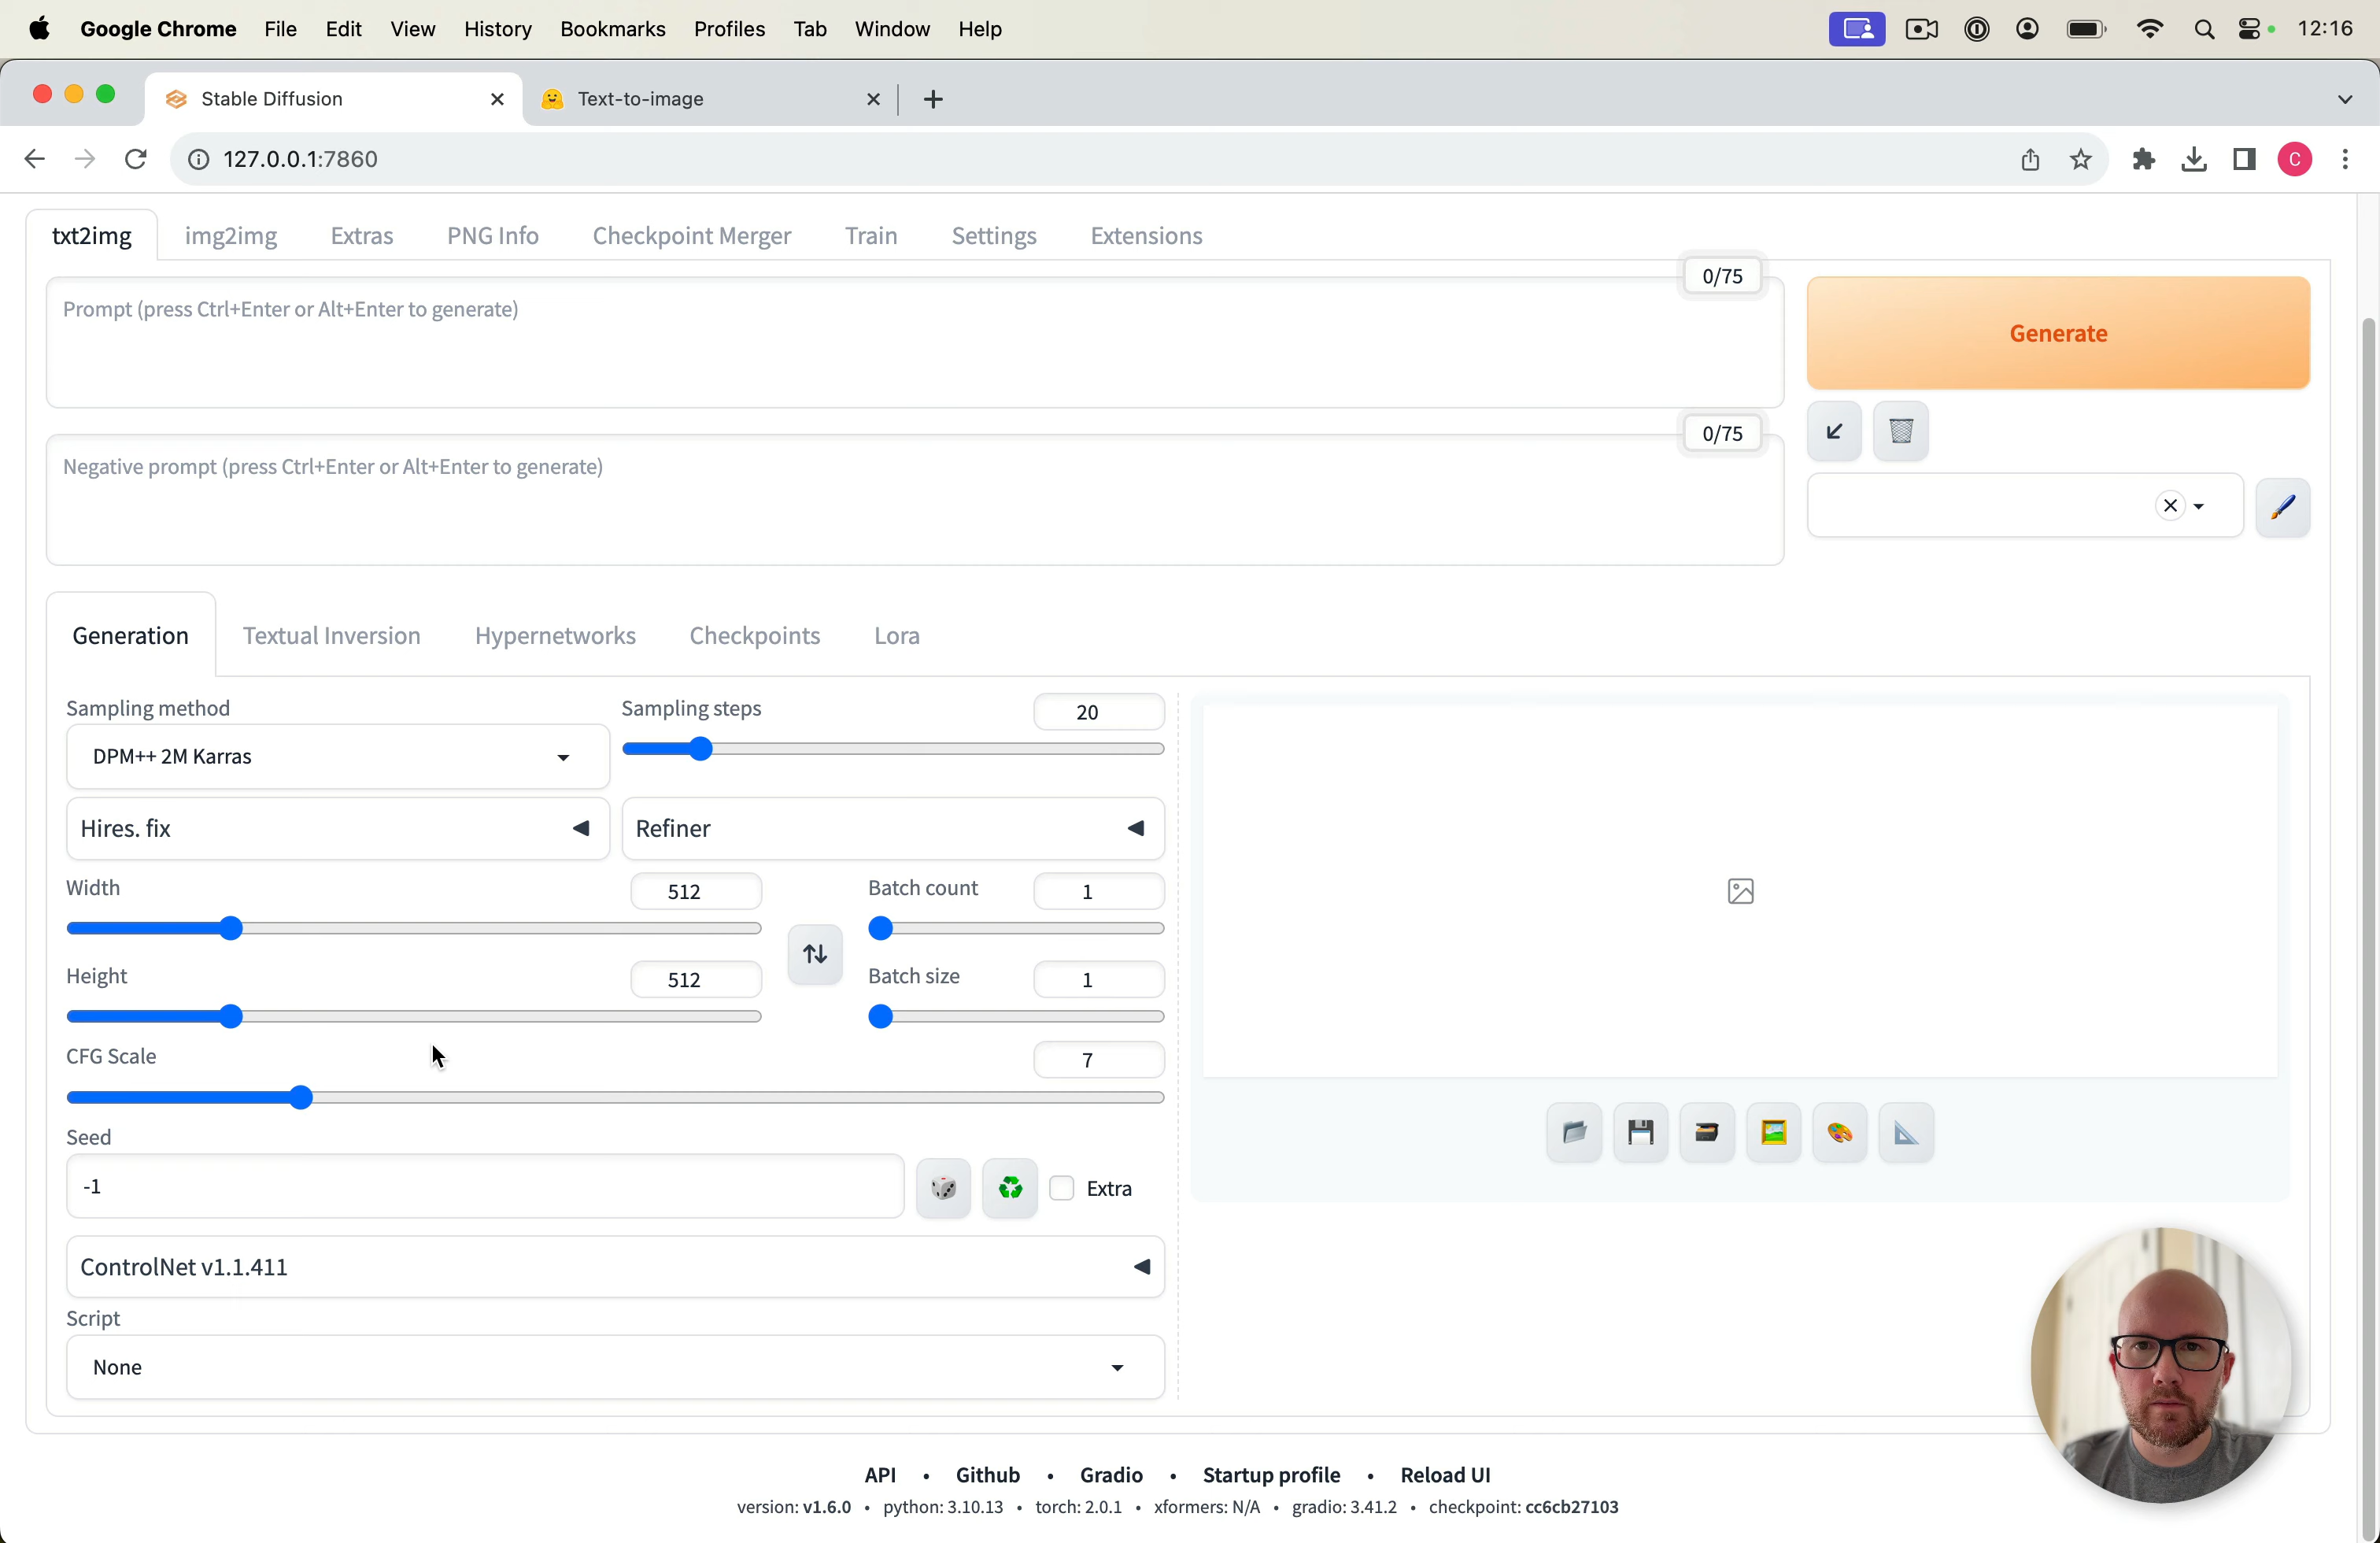 Google Chrome File Edit View History Bookmarks Profiles Tab Window Help 12:16
Stable Diffusion Text-to-image
127.0.0.1:7860 C
txt2img img2img Extras PNG Info Checkpoint Merger Train Settings Extensions
0/75
Prompt (press Ctrl+Enter or Alt+Enter to generate)
Generate
0/75
Negative prompt (press Ctrl+Enter or Alt+Enter to generate)
Generation Textual Inversion Hypernetworks Checkpoints Lora
Sampling method Sampling steps 20
DPM++ 2M Karras
Hires. fix Refiner
Width 512 Batch count 1
Height 512 Batch size 1
CFG Scale 7
Seed
-1 Extra
ControlNet v1.1.411
Script
None
API • Github • Gradio • Startup profile • Reload UI
version: v1.6.0 • python: 3.10.13 • torch: 2.0.1 • xformers: N/A • gradio: 3.41.2 • checkpoint: cc6cb27103